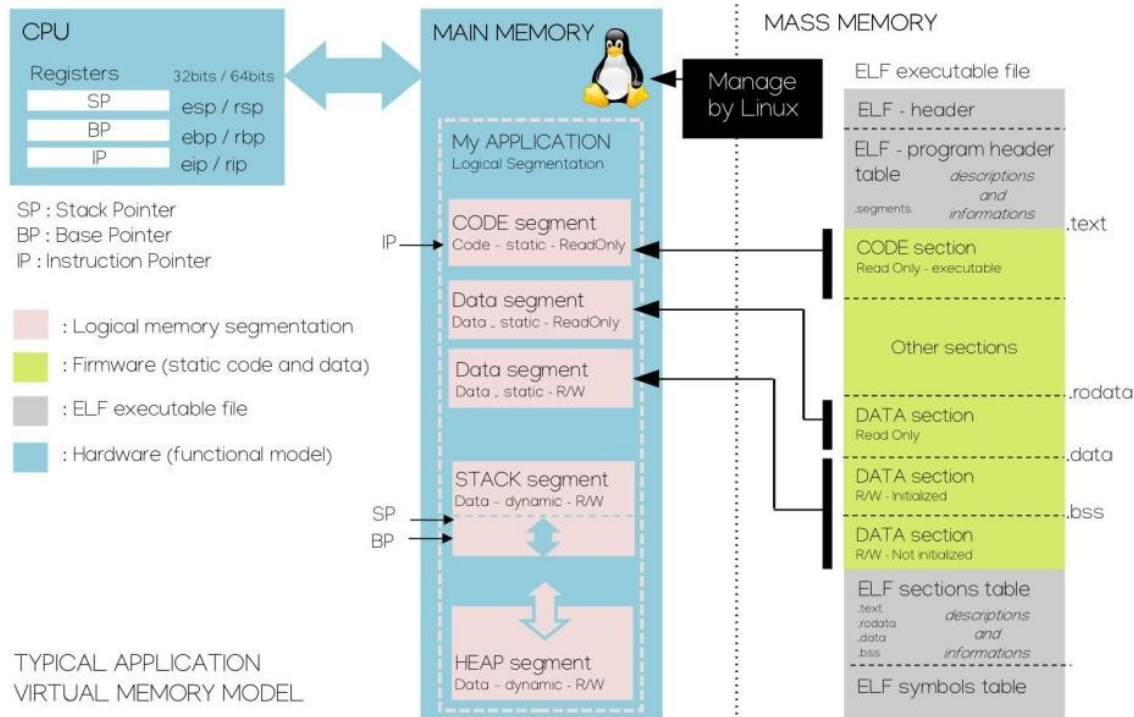 CPU
Registers 32bits / 64bits
SP esp / rsp
BP ebp / rbp
IP eip / rip
SP : Stack Pointer
BP : Base Pointer
IP : Instruction Pointer
: Logical memory segmentation
: Firmware (static code and data)
: ELF executable file
: Hardware (functional model)
TYPICAL APPLICATION
VIRTUAL MEMORY MODEL
MAIN MEMORY
My APPLICATION
Logical Segmentation
IP
CODE segment
Code - static - ReadOnly
Data segment
Data _ static - ReadOnly
Data segment
Data _ static - R/W
STACK segment
Data - dynamic - R/W
SP
BP
HEAP segment
Data - dynamic - R/W
Manage
by Linux
MASS MEMORY
ELF executable file
ELF - header
ELF - program header
table descriptions
and
.segments informations
.text
CODE section
Read Only - executable
Other sections
.rodata
DATA section
Read Only
.data
DATA section
R/W - Initialized
.bss
DATA section
R/W - Not initialized
ELF sections table
.text descriptions
.rodata and
.data informations
.bss
ELF symbols table